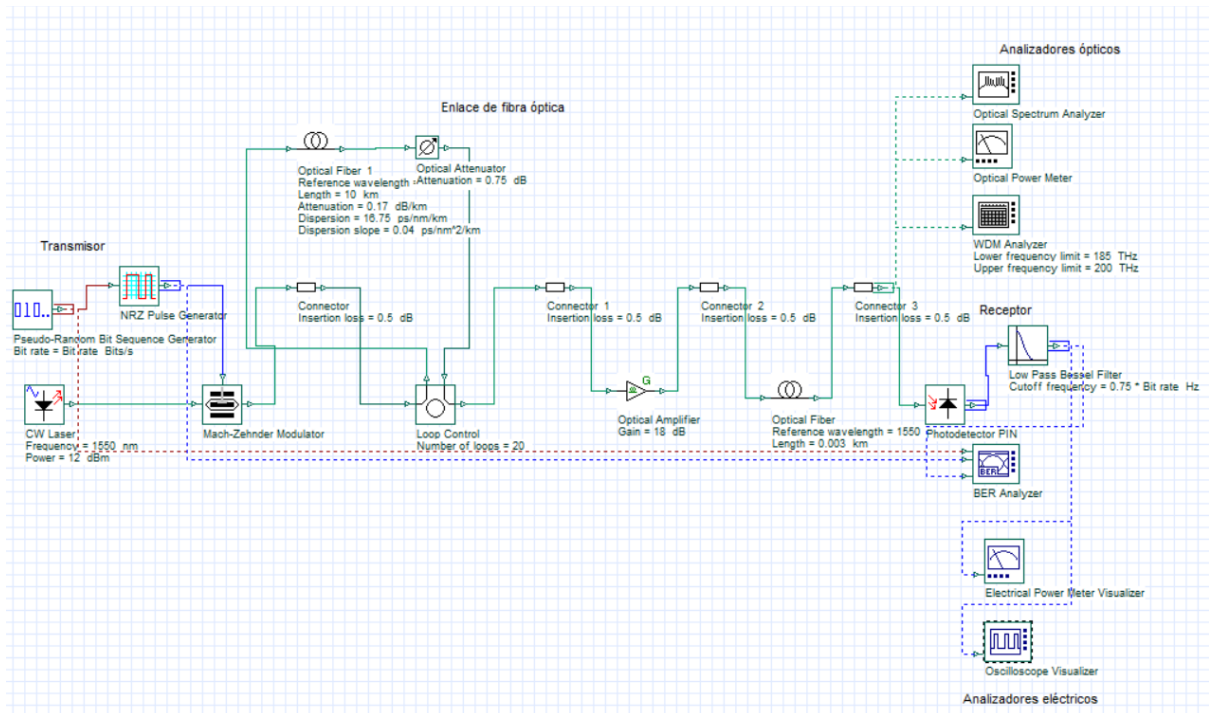 Analizadores ópticos
Optical Spectrum Analyzer
Optical Power Meter
WDM Analyzer
Lower frequency limit = 185 THz
Upper frequency limit = 200 THz
Enlace de fibra óptica
Optical Fiber 1
Reference wavelength
Length = 10 km
Attenuation = 0.17 dB/km
Dispersion = 16.75 ps/nm/km
Dispersion slope = 0.04 ps/nm^2/km
Optical Attenuator
Attenuation = 0.75 dB
Transmisor
010..
NRZ Pulse Generator
Pseudo-Random Bit Sequence Generator
Bit rate = Bit rate Bits/s
CW Laser
Frequency = 1550 nm
Power = 12 dBm
Mach-Zehnder Modulator
Connector
Insertion loss = 0.5 dB
Loop Control
Number of loops = 20
Connector 1
Insertion loss = 0.5 dB
G
Optical Amplifier
Gain = 18 dB
Connector 2
Insertion loss = 0.5 dB
Optical Fiber
Reference wavelength = 1550
Length = 0.003 km
Connector 3
Insertion loss = 0.5 dB
Receptor
Low Pass Bessel Filter
Cutoff frequency = 0.75 * Bit rate Hz
Photodetector PIN
BER
BER Analyzer
Electrical Power Meter Visualizer
Oscilloscope Visualizer
Analizadores eléctricos